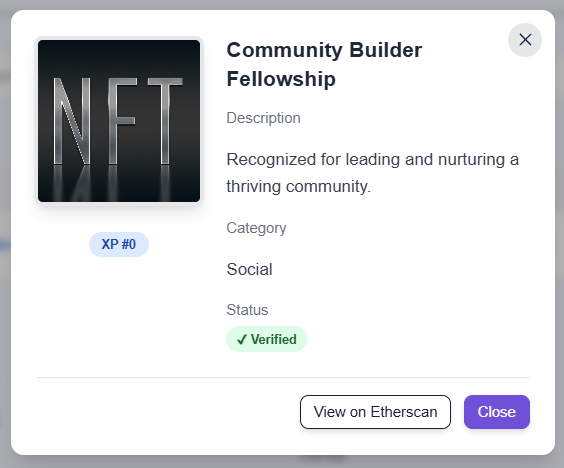 Community Builder
Fellowship
NFT
Description
Recognized for leading and nurturing a
thriving community.
XP #0
Category
Social
Status
✓ Verified
View on Etherscan
Close